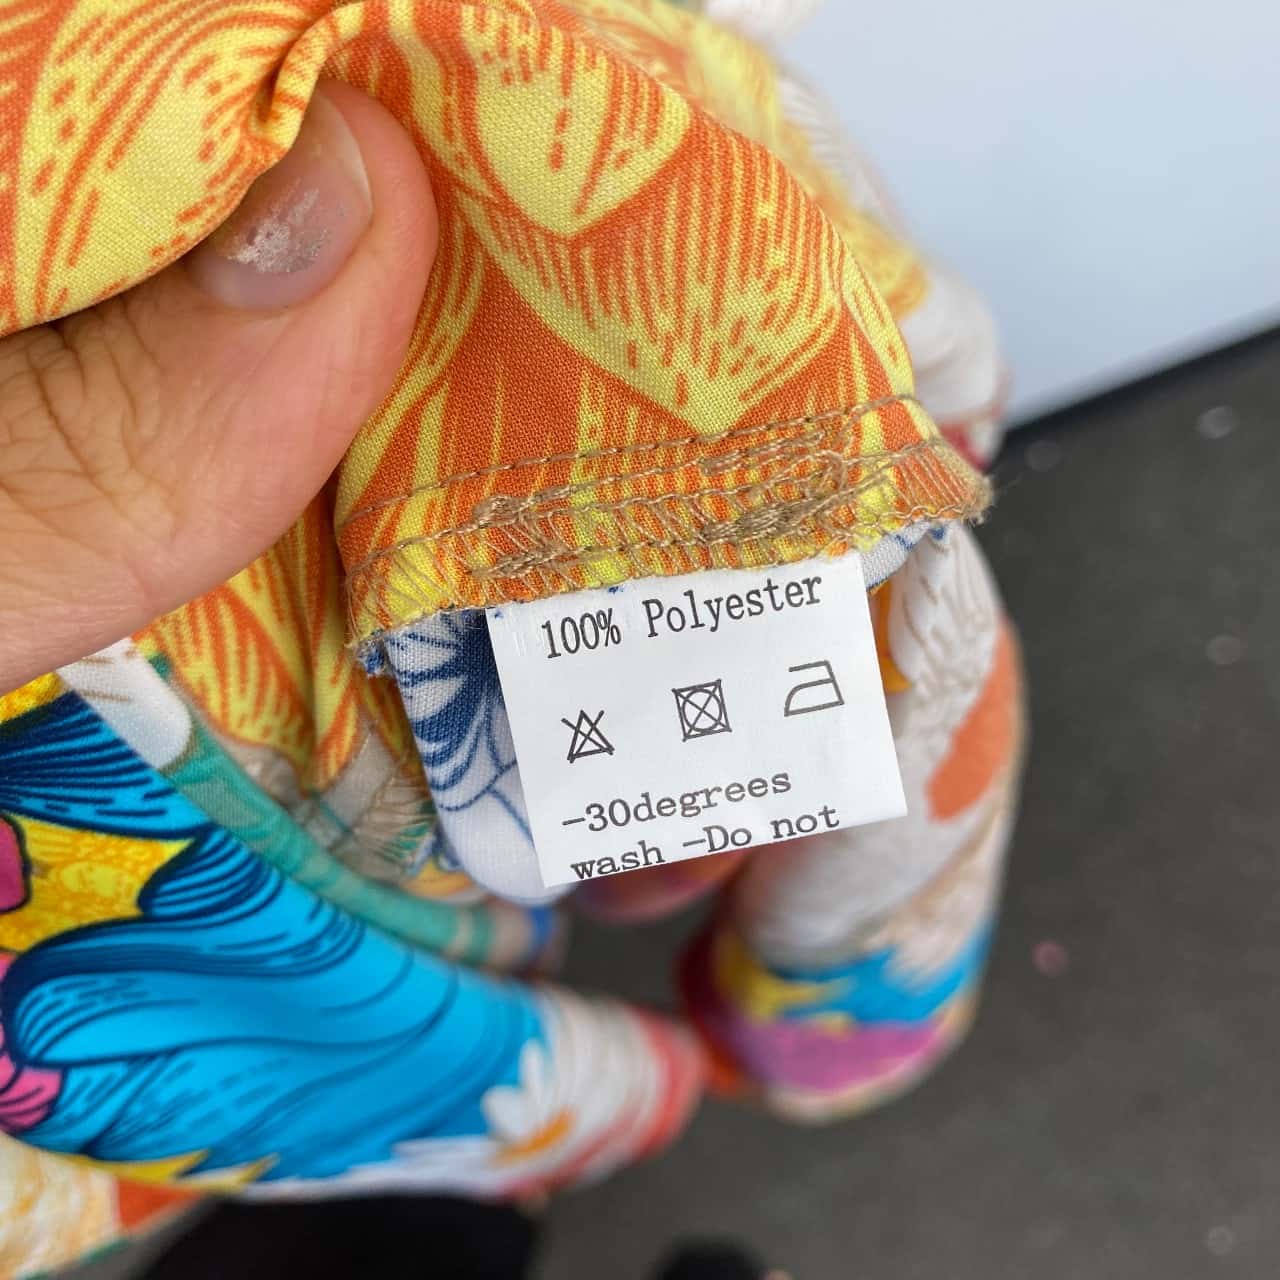 100% Polyester
-30degrees
wash -Do not